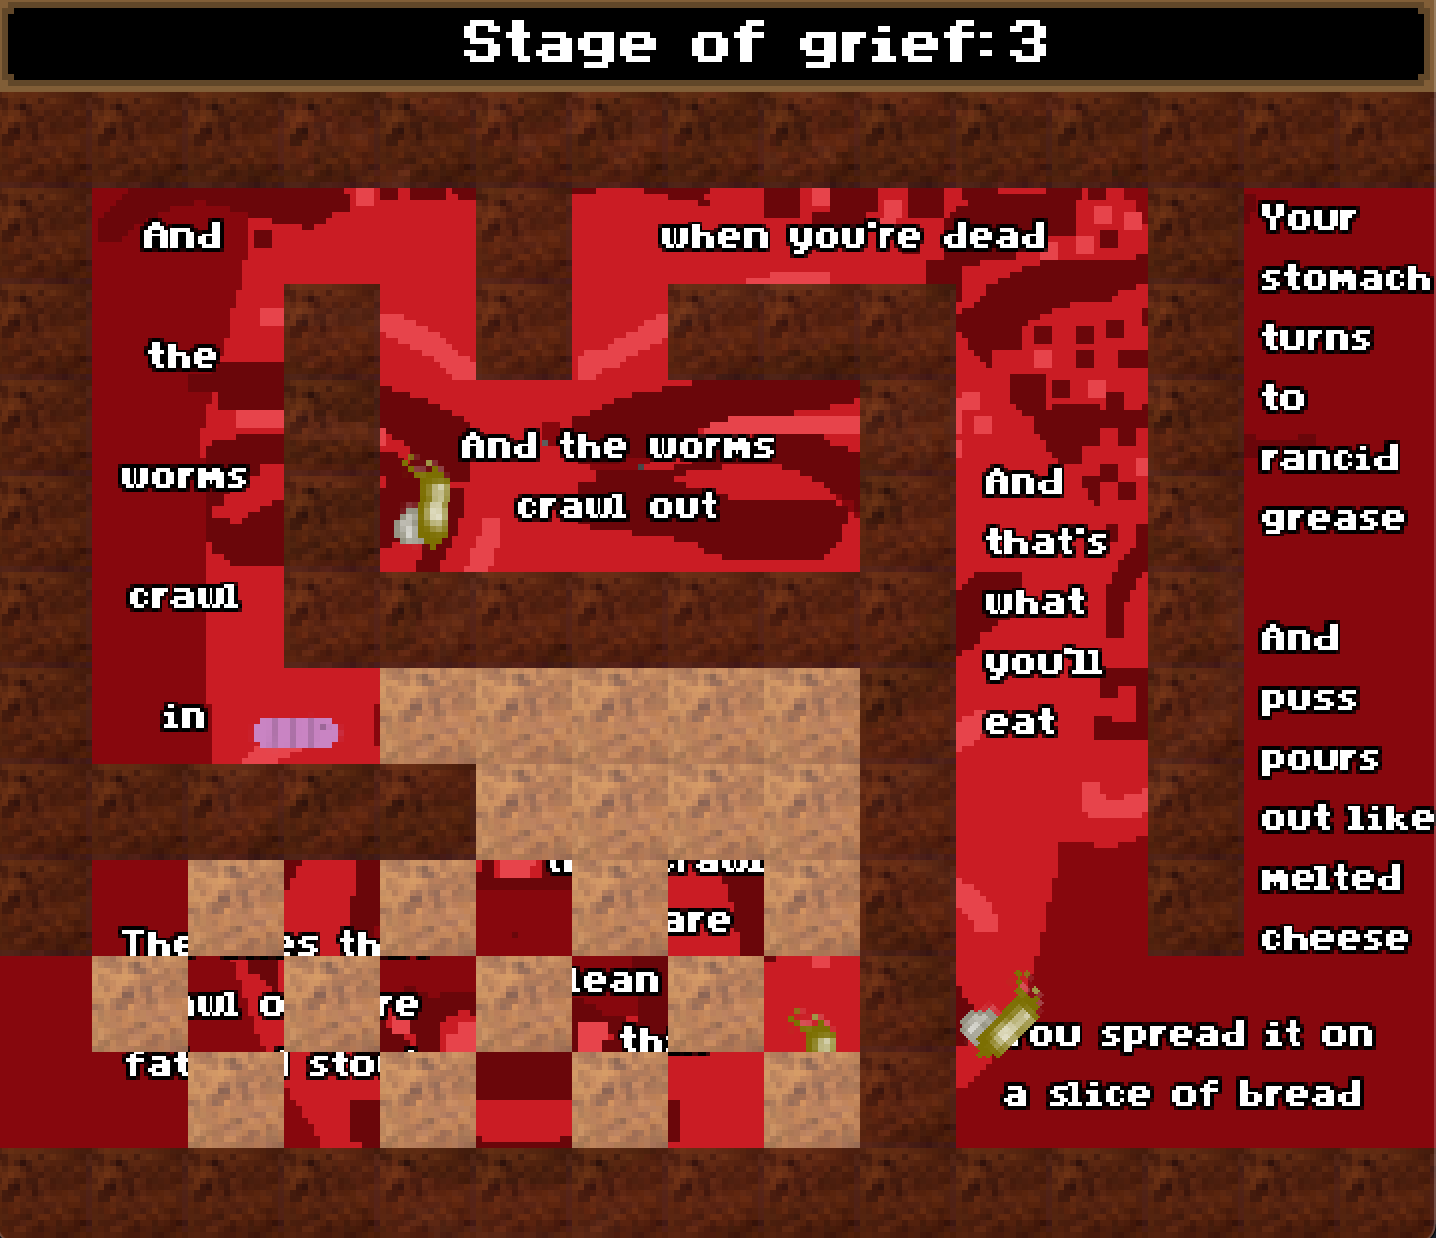 Stage of grief: 3
And
the
worms
crawl
in
And the worms
crawl out
when you're dead
And
that's
what
you'll
eat
Your
stomach
turns
to
rancid
grease
And
puss
pours
out like
melted
cheese
You spread it on
a slice of bread
are
lean